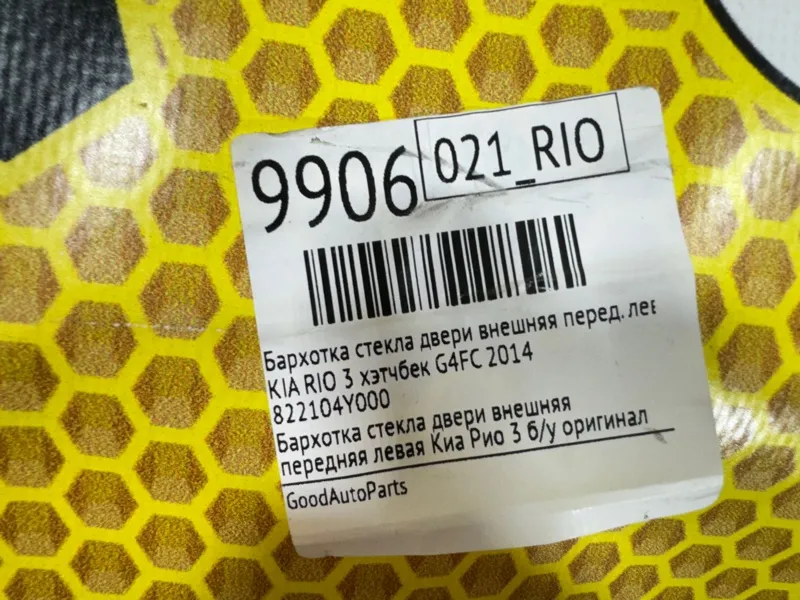 9906 021_RIO
Бархотка стекла двери внешняя перед. лев
KIA RIO 3 хэтчбек G4FC 2014
822104Y000
Бархотка стекла двери внешняя
передняя левая Киа Рио 3 б/у оригинал
GoodAutoParts